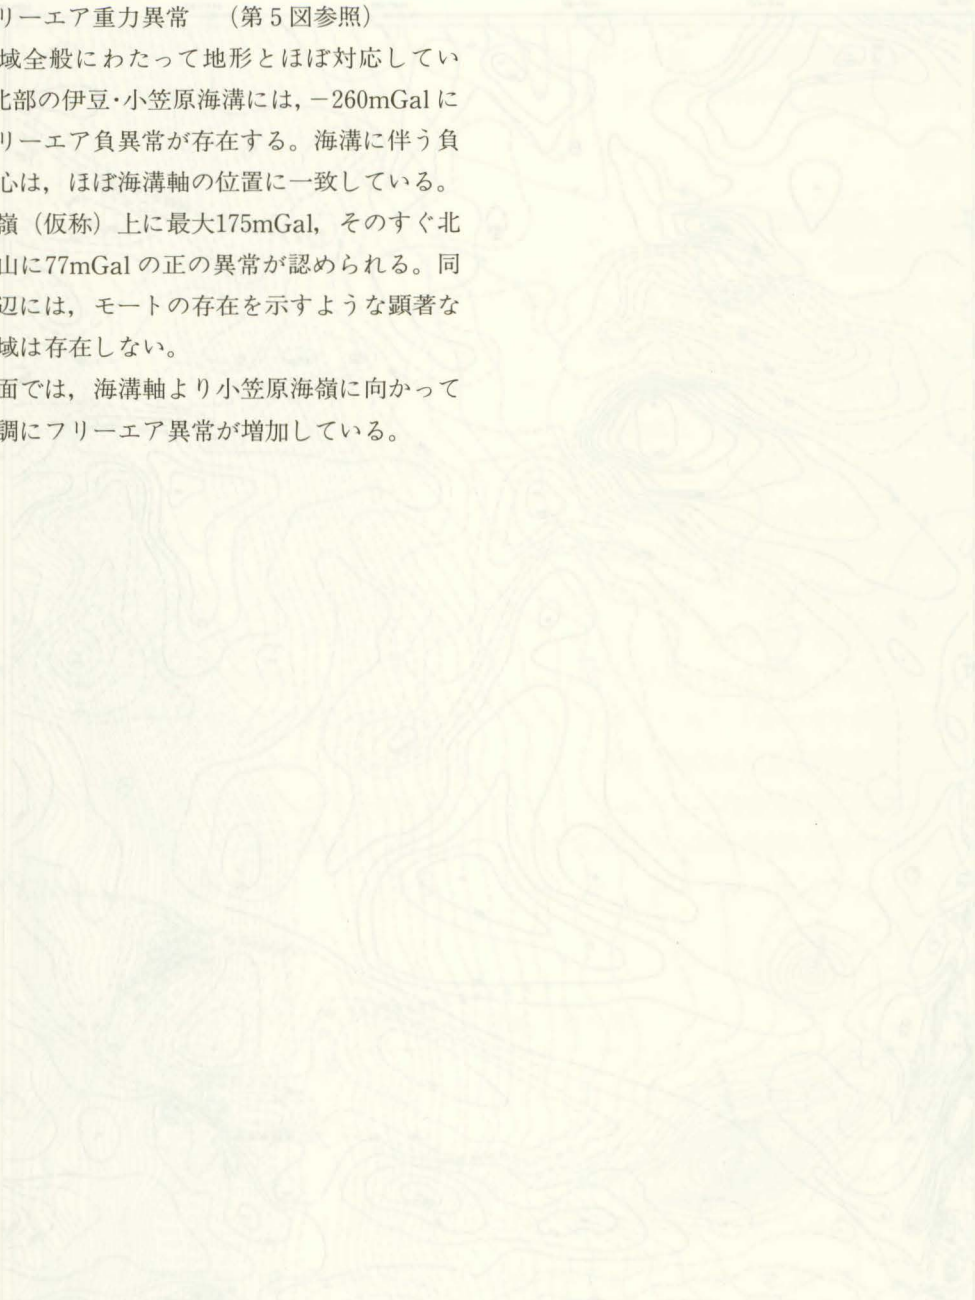 リーエア重力異常　（第5図参照）
域全般にわたって地形とほぼ対応してい
北部の伊豆・小笠原海溝には，－260mGalに
リーエア負異常が存在する。海溝に伴う負
心は，ほぼ海溝軸の位置に一致している。
嶺（仮称）上に最大175mGal，そのすぐ北
山に77mGalの正の異常が認められる。同
辺には，モートの存在を示すような顕著な
域は存在しない。
面では，海溝軸より小笠原海嶺に向かって
調にフリーエア異常が増加している。